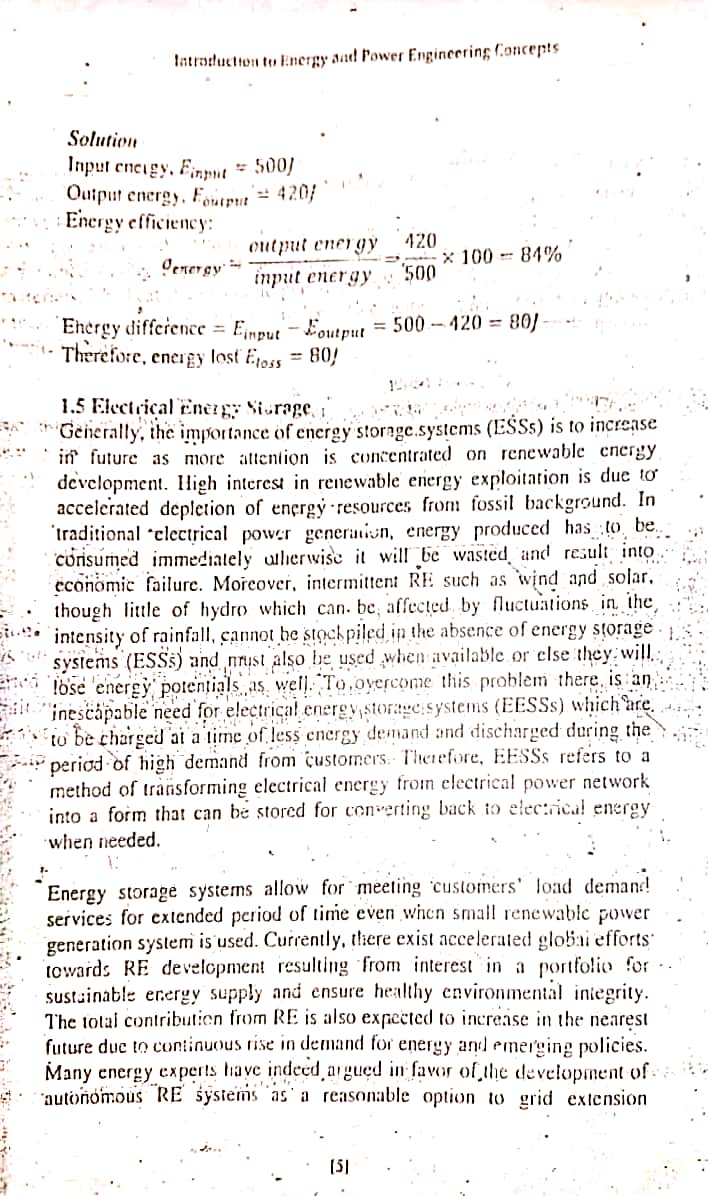 Introduction to Energy and Power Engineering Concepts
Solution
Input energy, E_input = 500J
Output energy, E_output = 420J
Energy efficiency:
ϱ_energy = output energy / input energy = 420 / 500 × 100 = 84%
Energy difference = E_input − E_output = 500 − 420 = 80J
Therefore, energy lost E_loss = 80J
1.5 Electrical Energy Storage
Generally, the importance of energy storage systems (ESSs) is to increase
in future as more attention is concentrated on renewable energy
development. High interest in renewable energy exploitation is due to
accelerated depletion of energy resources from fossil background. In
traditional electrical power generation, energy produced has to be
consumed immediately otherwise it will be wasted and result into
economic failure. Moreover, intermittent RE such as wind and solar,
though little of hydro which can be affected by fluctuations in the
intensity of rainfall, cannot be stockpiled in the absence of energy storage
systems (ESSs) and must also be used when available or else they will
lose energy potentials as well. To overcome this problem there is an
inescapable need for electrical energy storage systems (EESSs) which are
to be charged at a time of less energy demand and discharged during the
period of high demand from customers. Therefore, EESSs refers to a
method of transforming electrical energy from electrical power network
into a form that can be stored for converting back to electrical energy
when needed.
Energy storage systems allow for meeting customers' load demand
services for extended period of time even when small renewable power
generation system is used. Currently, there exist accelerated global efforts
towards RE development resulting from interest in a portfolio for
sustainable energy supply and ensure healthy environmental integrity.
The total contribution from RE is also expected to increase in the nearest
future due to continuous rise in demand for energy and emerging policies.
Many energy experts have indeed argued in favor of the development of
autonomous RE systems as a reasonable option to grid extension
[5]